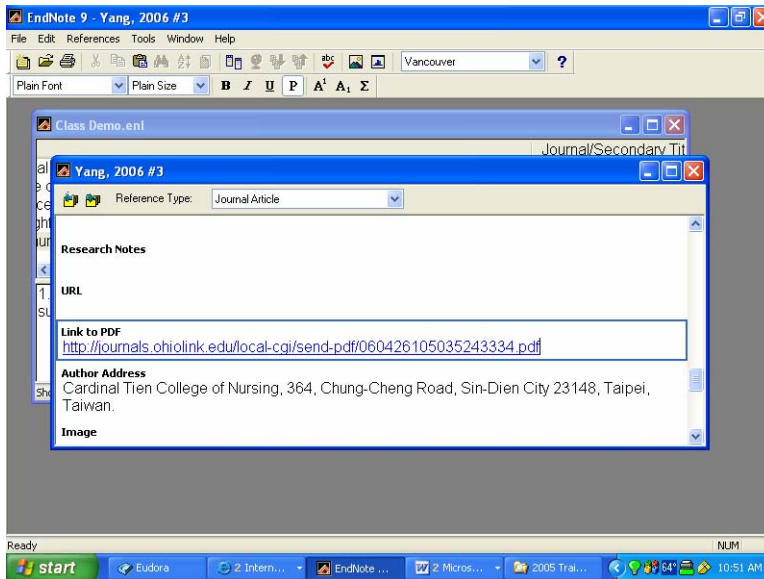 EndNote 9 - Yang, 2006 #3
File Edit References Tools Window Help
Vancouver
Plain Font Plain Size B I U P A¹ A₁ Σ
Class Demo.enl
Journal/Secondary Tit
Yang, 2006 #3
Reference Type: Journal Article
Research Notes
URL
Link to PDF
http://journals.ohiolink.edu/local-cgi/send-pdf/060426105035243334.pdf
Author Address
Cardinal Tien College of Nursing, 364, Chung-Cheng Road, Sin-Dien City 23148, Taipei,
Taiwan.
Image
Ready NUM
start Eudora 2 Intern... EndNote ... 2 Micros... 2005 Trai... 64° 10:51 AM